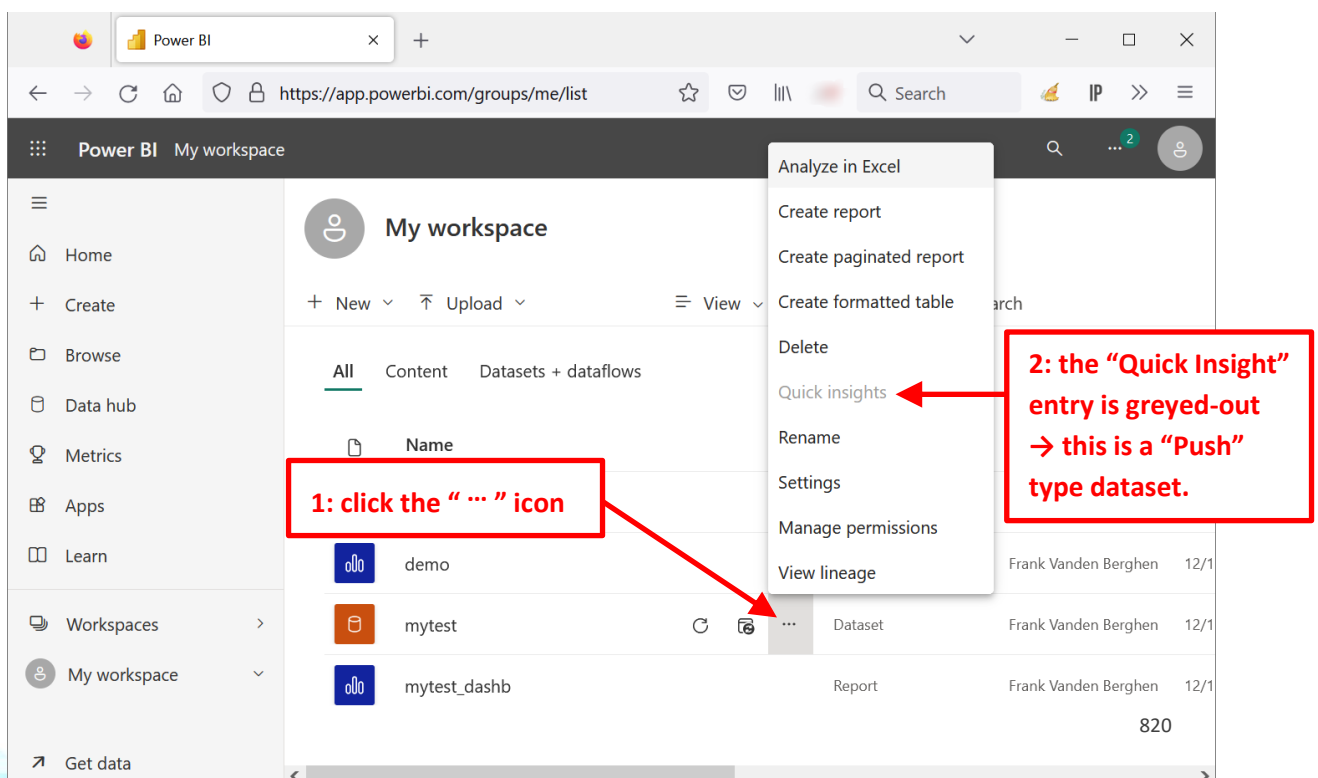 Power BI
https://app.powerbi.com/groups/me/list
Search
IP
Power BI My workspace
2
Analyze in Excel
Create report
Create paginated report
Create formatted table
Delete
Quick insights
Rename
Settings
Manage permissions
View lineage
Home
Create
Browse
Data hub
Metrics
Apps
Learn
Workspaces
My workspace
Get data
My workspace
New
Upload
View
arch
All Content Datasets + dataflows
Name
1: click the “ ··· ” icon
2: the “Quick Insight”
entry is greyed-out
→ this is a “Push”
type dataset.
demo Frank Vanden Berghen 12/1
mytest ··· Dataset Frank Vanden Berghen 12/1
mytest_dashb Report Frank Vanden Berghen 12/1
820